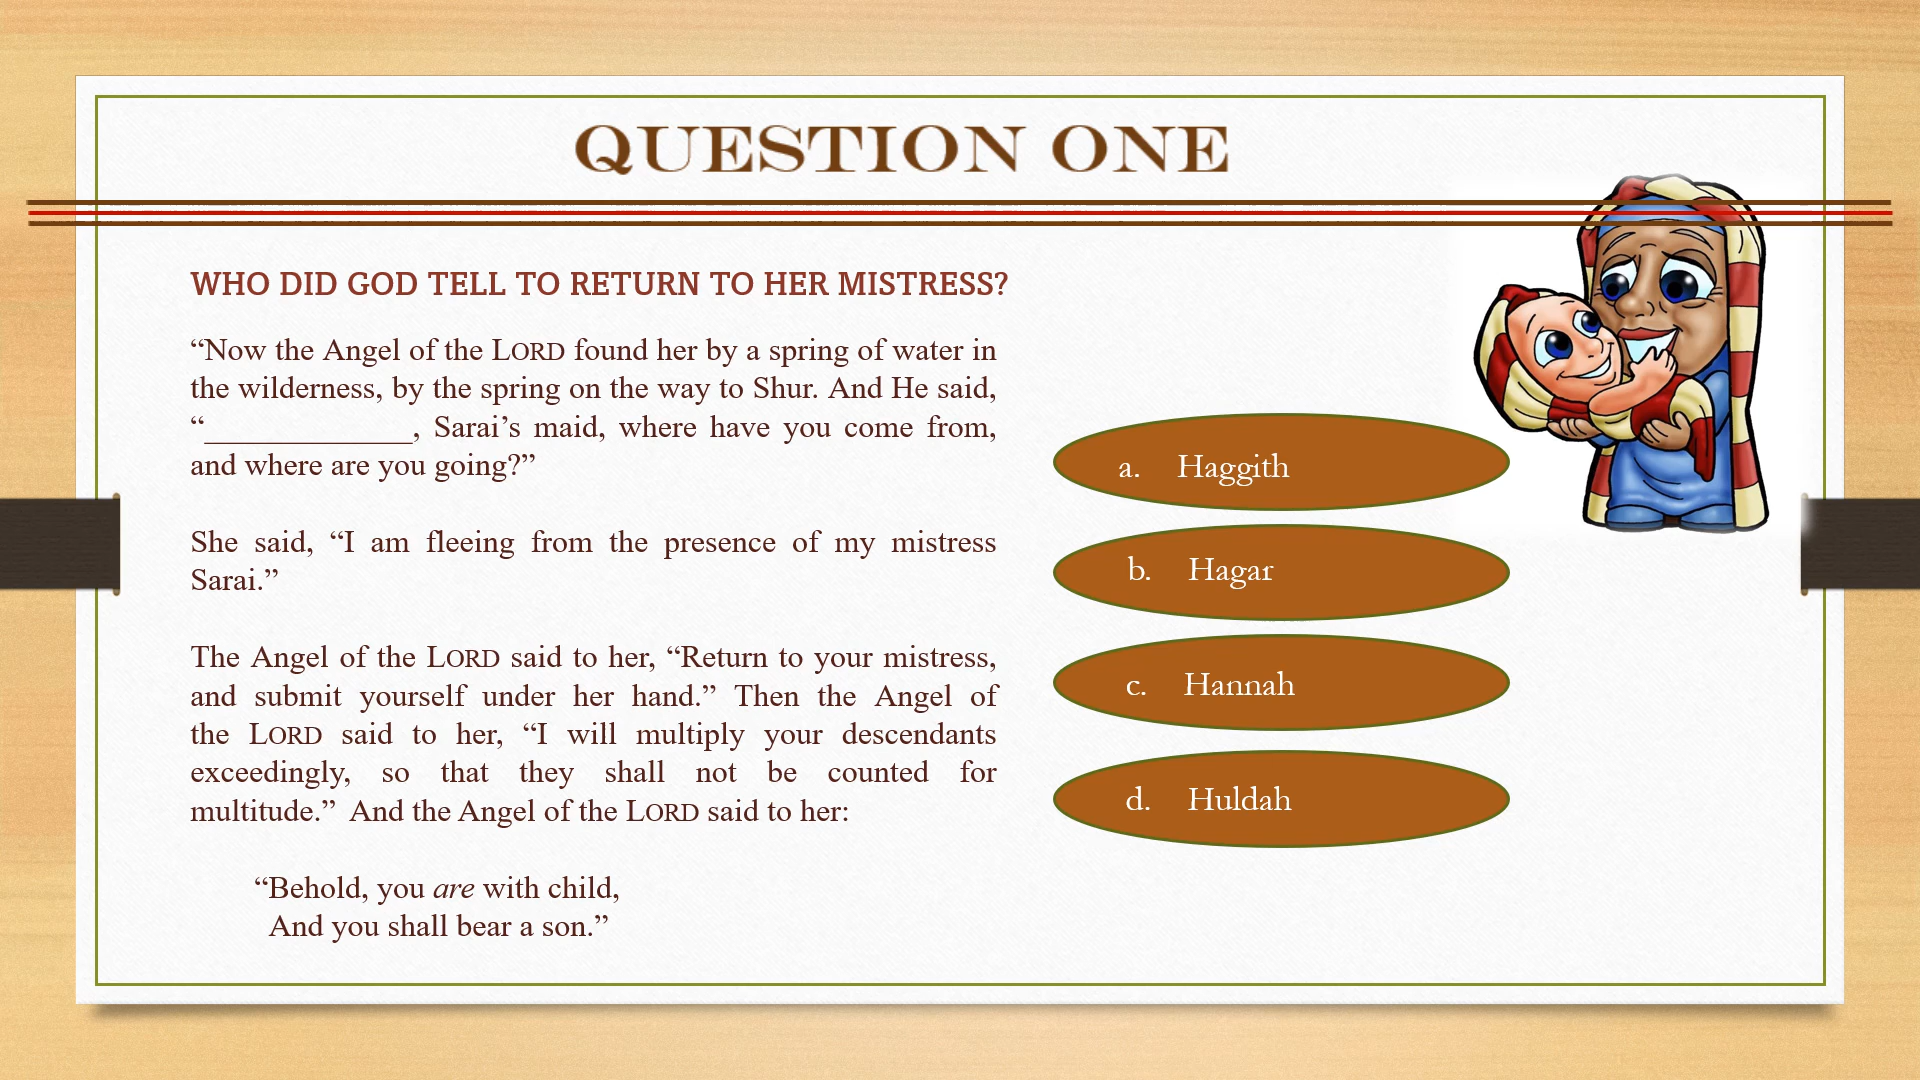 QUESTION ONE
WHO DID GOD TELL TO RETURN TO HER MISTRESS?
“Now the Angel of the LORD found her by a spring of water in
the wilderness, by the spring on the way to Shur. And He said,
“_____________, Sarai’s maid, where have you come from,
and where are you going?”
She said, “I am fleeing from the presence of my mistress
Sarai.”
The Angel of the LORD said to her, “Return to your mistress,
and submit yourself under her hand.” Then the Angel of
the LORD said to her, “I will multiply your descendants
exceedingly, so that they shall not be counted for
multitude.” And the Angel of the LORD said to her:
“Behold, you are with child,
And you shall bear a son.”
a. Haggith
b. Hagar
c. Hannah
d. Huldah